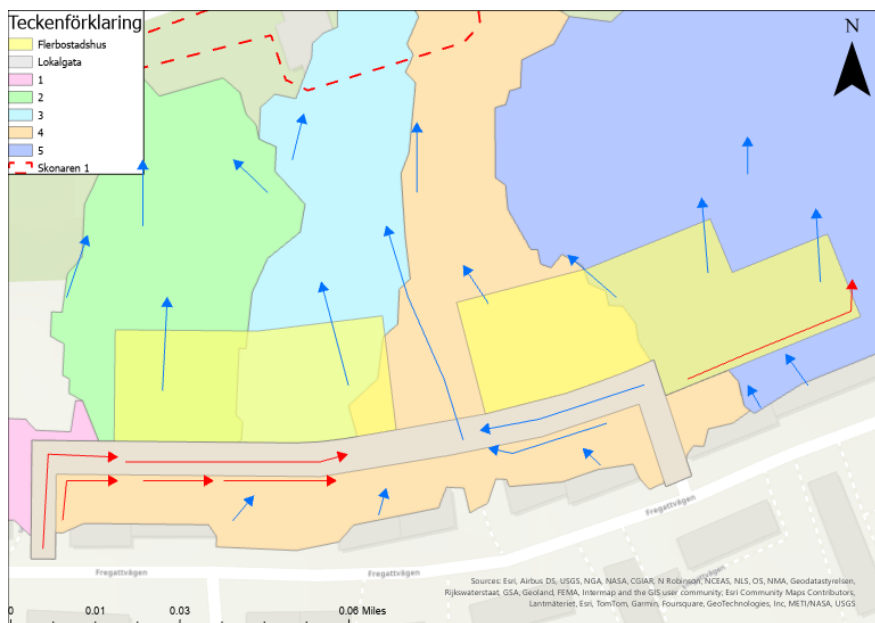 Teckenförklaring
Flerbostadshus
Lokalgata
1
2
3
4
5
Skonaren 1
N
Fregattvägen
Fregattvägen
Sources: Esri, Airbus DS, USGS, NGA, NASA, CGIAR, N Robinson, NCEAS, NLS, OS, NMA, Geodatastyrelsen,
Rijkswaterstaat, GSA, Geoland, FEMA, Intermap and the GIS user community; Esri Community Maps Contributors,
Lantmäteriet, Esri, TomTom, Garmin, Foursquare, GeoTechnologies, Inc, METI/NASA, USGS
0 0.01 0.03 0.06 Miles